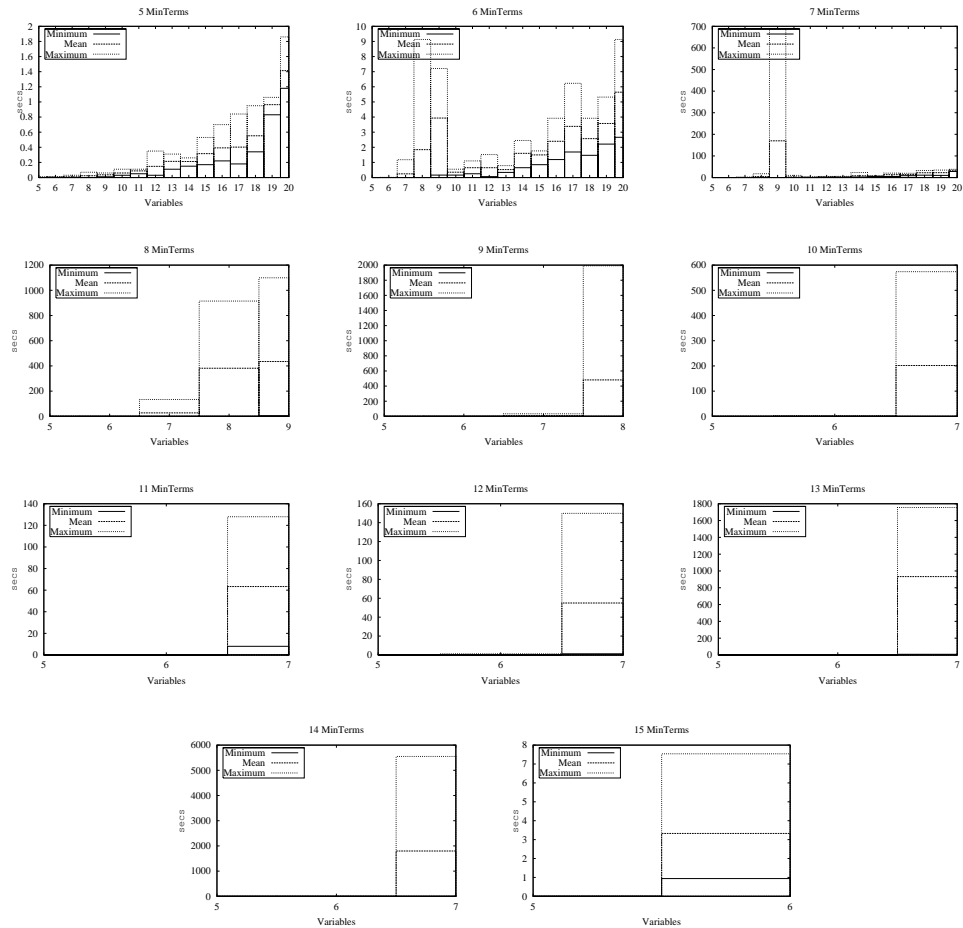 5 MinTerms
2
1.8
1.6
1.4
1.2
1
0.8
0.6
0.4
0.2
0
secs
Minimum
Mean
Maximum
5 6 7 8 9 10 11 12 13 14 15 16 17 18 19 20
Variables
6 MinTerms
10
9
8
7
6
5
4
3
2
1
0
secs
Minimum
Mean
Maximum
5 6 7 8 9 10 11 12 13 14 15 16 17 18 19 20
Variables
7 MinTerms
700
600
500
400
300
200
100
0
secs
Minimum
Mean
Maximum
5 6 7 8 9 10 11 12 13 14 15 16 17 18 19 20
Variables
8 MinTerms
1200
1000
800
600
400
200
0
secs
Minimum
Mean
Maximum
5 6 7 8 9
Variables
9 MinTerms
2000
1800
1600
1400
1200
1000
800
600
400
200
0
secs
Minimum
Mean
Maximum
5 6 7 8
Variables
10 MinTerms
600
500
400
300
200
100
0
secs
Minimum
Mean
Maximum
5 6 7
Variables
11 MinTerms
140
120
100
80
60
40
20
0
secs
Minimum
Mean
Maximum
5 6 7
Variables
12 MinTerms
160
140
120
100
80
60
40
20
0
secs
Minimum
Mean
Maximum
5 6 7
Variables
13 MinTerms
1800
1600
1400
1200
1000
800
600
400
200
0
secs
Minimum
Mean
Maximum
5 6 7
Variables
14 MinTerms
6000
5000
4000
3000
2000
1000
0
secs
Minimum
Mean
Maximum
5 6 7
Variables
15 MinTerms
8
7
6
5
4
3
2
1
0
secs
Minimum
Mean
Maximum
5 6
Variables